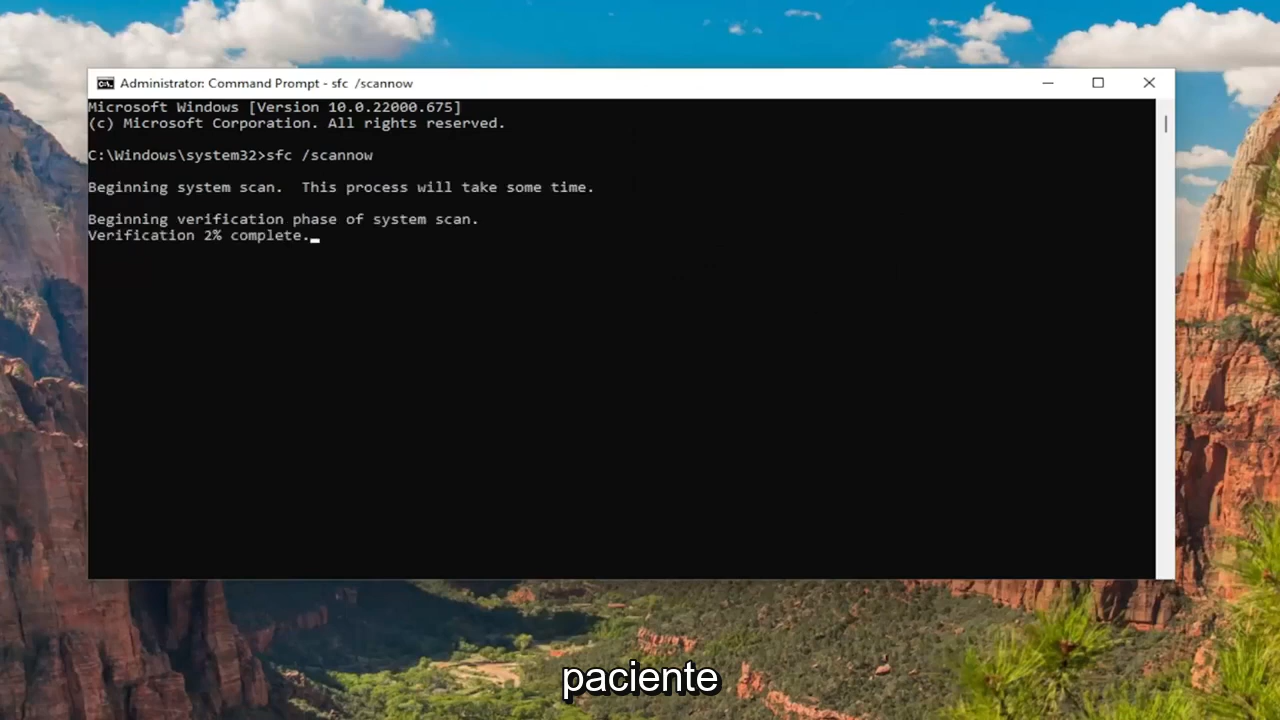 Administrator: Command Prompt - sfc  /scannow
Microsoft Windows [Version 10.0.22000.675]
(c) Microsoft Corporation. All rights reserved.
C:\Windows\system32>sfc /scannow
Beginning system scan.  This process will take some time.
Beginning verification phase of system scan.
Verification 2% complete.
paciente